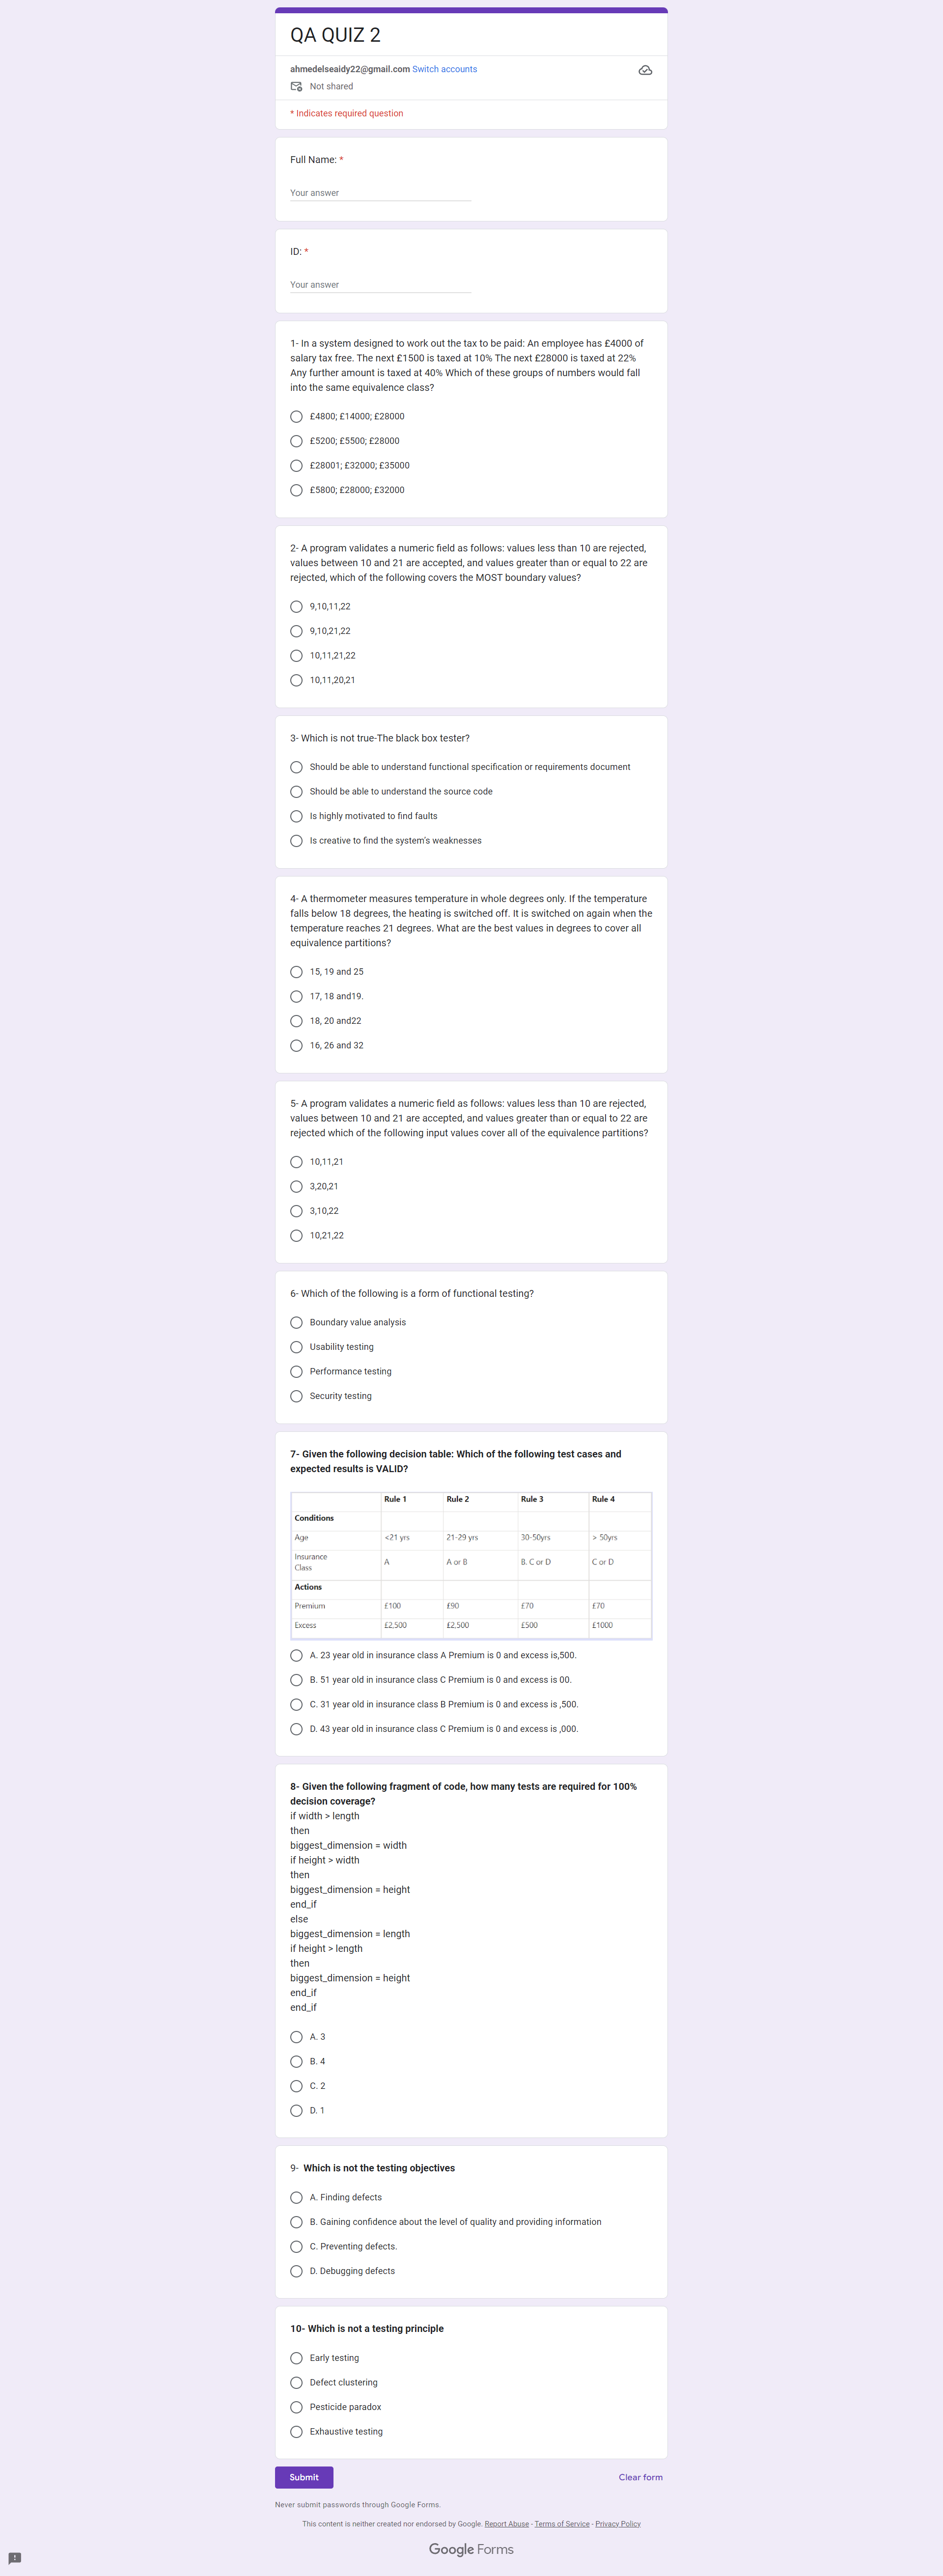 QA QUIZ 2
ahmedelseaidy22@gmail.com Switch accounts
Not shared
* Indicates required question
Full Name: *
Your answer
ID: *
Your answer
1- In a system designed to work out the tax to be paid: An employee has £4000 of
salary tax free. The next £1500 is taxed at 10% The next £28000 is taxed at 22%
Any further amount is taxed at 40% Which of these groups of numbers would fall
into the same equivalence class?
£4800; £14000; £28000
£5200; £5500; £28000
£28001; £32000; £35000
£5800; £28000; £32000
2- A program validates a numeric field as follows: values less than 10 are rejected,
values between 10 and 21 are accepted, and values greater than or equal to 22 are
rejected, which of the following covers the MOST boundary values?
9,10,11,22
9,10,21,22
10,11,21,22
10,11,20,21
3- Which is not true-The black box tester?
Should be able to understand functional specification or requirements document
Should be able to understand the source code
Is highly motivated to find faults
Is creative to find the system's weaknesses
4- A thermometer measures temperature in whole degrees only. If the temperature
falls below 18 degrees, the heating is switched off. It is switched on again when the
temperature reaches 21 degrees. What are the best values in degrees to cover all
equivalence partitions?
15, 19 and 25
17, 18 and19.
18, 20 and22
16, 26 and 32
5- A program validates a numeric field as follows: values less than 10 are rejected,
values between 10 and 21 are accepted, and values greater than or equal to 22 are
rejected which of the following input values cover all of the equivalence partitions?
10,11,21
3,20,21
3,10,22
10,21,22
6- Which of the following is a form of functional testing?
Boundary value analysis
Usability testing
Performance testing
Security testing
7- Given the following decision table: Which of the following test cases and
expected results is VALID?
Rule 1 Rule 2 Rule 3 Rule 4
Conditions
Age <21 yrs 21-29 yrs 30-50yrs > 50yrs
Insurance
Class A A or B B. C or D C or D
Actions
Premium £100 £90 £70 £70
Excess £2,500 £2,500 £500 £1000
A. 23 year old in insurance class A Premium is 0 and excess is,500.
B. 51 year old in insurance class C Premium is 0 and excess is 00.
C. 31 year old in insurance class B Premium is 0 and excess is ,500.
D. 43 year old in insurance class C Premium is 0 and excess is ,000.
8- Given the following fragment of code, how many tests are required for 100%
decision coverage?
if width > length
then
biggest_dimension = width
if height > width
then
biggest_dimension = height
end_if
else
biggest_dimension = length
if height > length
then
biggest_dimension = height
end_if
end_if
A. 3
B. 4
C. 2
D. 1
9- Which is not the testing objectives
A. Finding defects
B. Gaining confidence about the level of quality and providing information
C. Preventing defects.
D. Debugging defects
10- Which is not a testing principle
Early testing
Defect clustering
Pesticide paradox
Exhaustive testing
Submit Clear form
Never submit passwords through Google Forms.
This content is neither created nor endorsed by Google. Report Abuse - Terms of Service - Privacy Policy
Google Forms